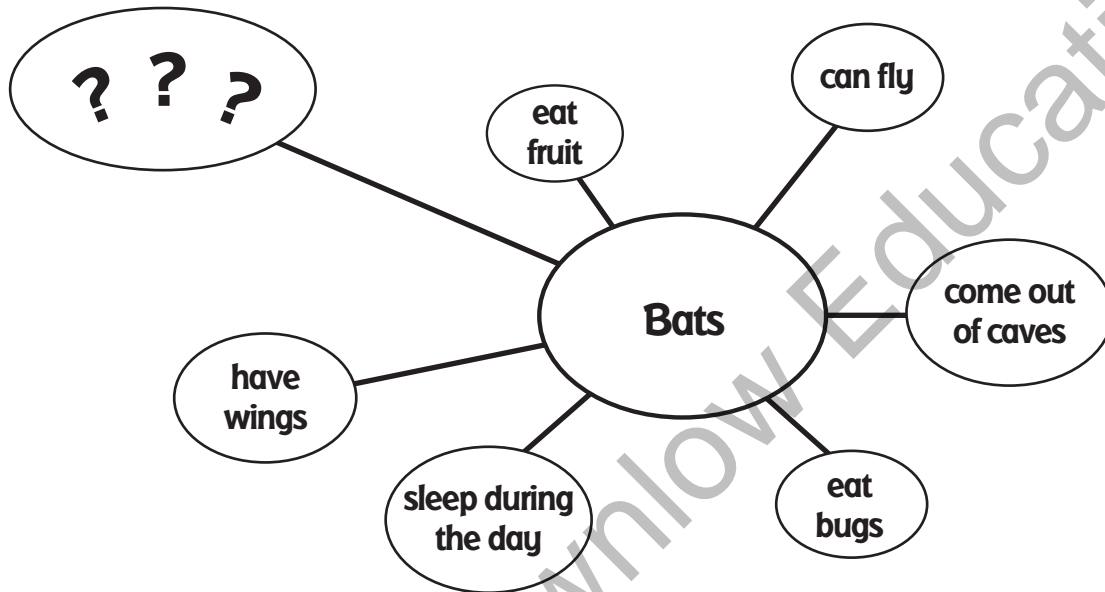 ? ? ?
eat
fruit
can fly
Bats
come out
of caves
have
wings
sleep during
the day
eat
bugs